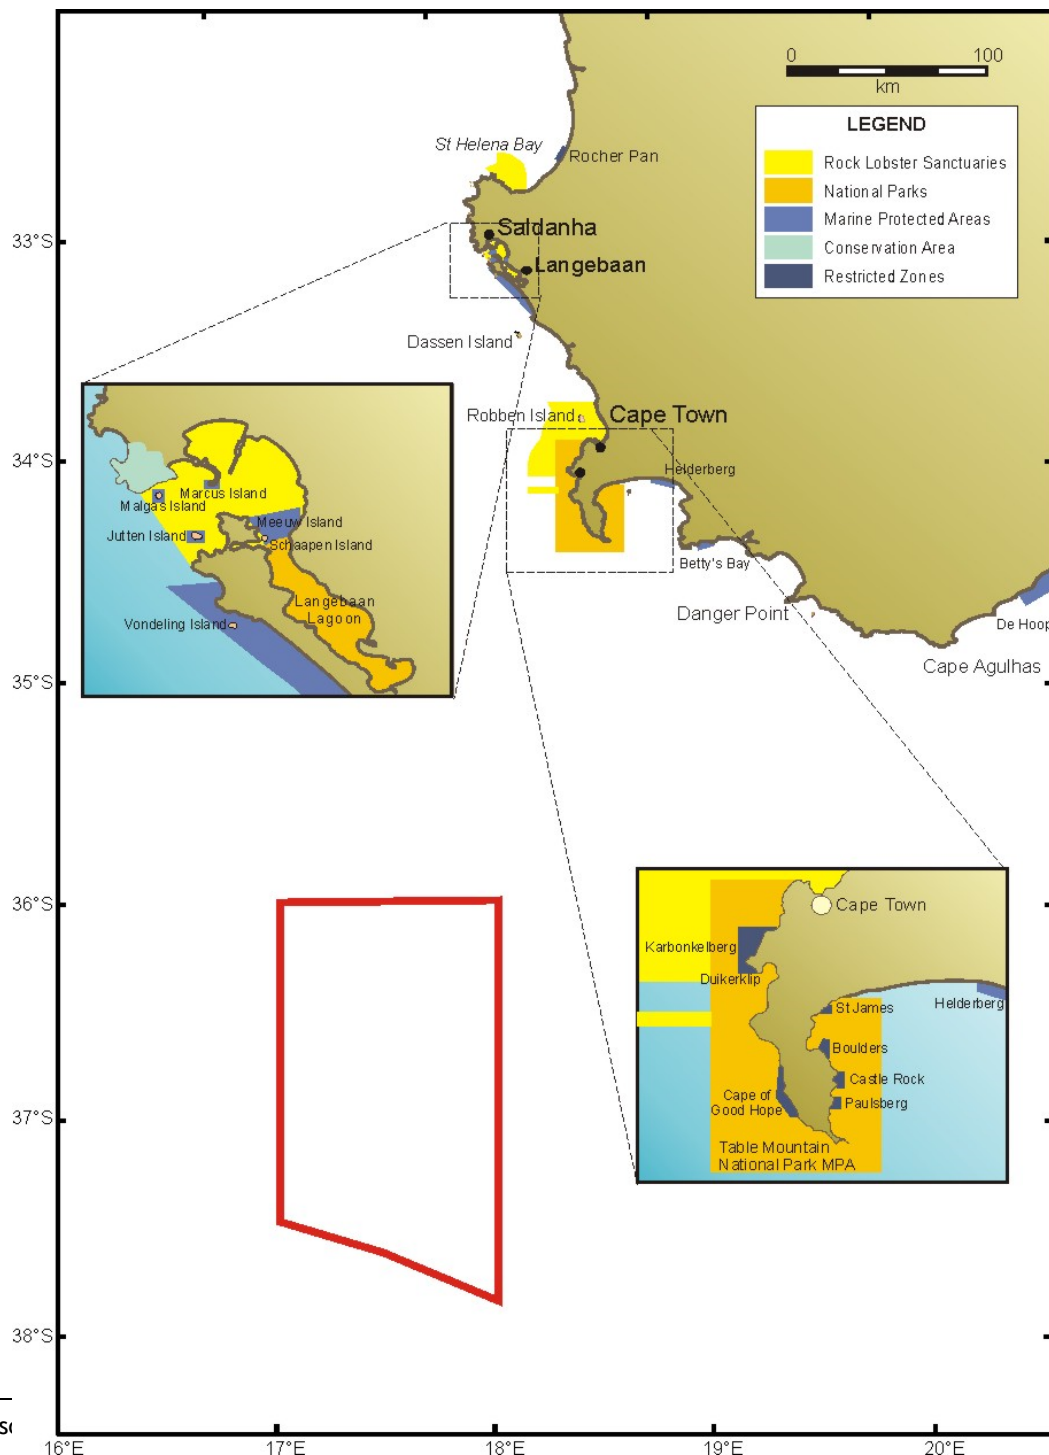 0 100
km
LEGEND
Rock Lobster Sanctuaries
National Parks
Marine Protected Areas
Conservation Area
Restricted Zones
St Helena Bay
Rocher Pan
33°S
Saldanha
Langebaan
Dassen Island
Robben Island
Cape Town
34°S
Helderberg
Betty's Bay
Danger Point
De Hoop
Cape Agulhas
Marcus Island
Malgas Island
Meeuw Island
Jutten Island
Schaapen Island
Langebaan
Lagoon
Vondeling Island
35°S
36°S
Cape Town
Karbonkelberg
Duikerklip
Helderberg
St James
Boulders
Castle Rock
Cape of
Good Hope
Paulsberg
Table Mountain
National Park MPA
37°S
38°S
16°E 17°E 18°E 19°E 20°E